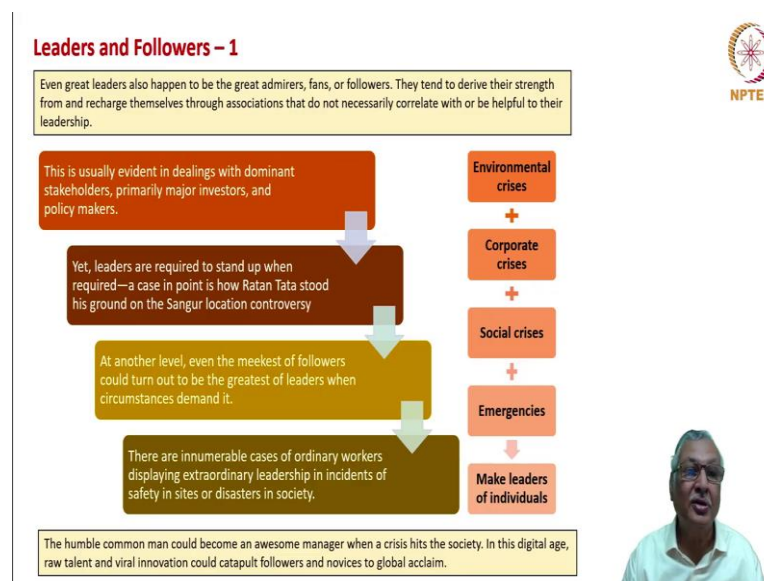 Leaders and Followers – 1
NPTE
Even great leaders also happen to be the great admirers, fans, or followers. They tend to derive their strength
from and recharge themselves through associations that do not necessarily correlate with or be helpful to their
leadership.
This is usually evident in dealings with dominant
stakeholders, primarily major investors, and
policy makers.
Yet, leaders are required to stand up when
required—a case in point is how Ratan Tata stood
his ground on the Sangur location controversy
At another level, even the meekest of followers
could turn out to be the greatest of leaders when
circumstances demand it.
There are innumerable cases of ordinary workers
displaying extraordinary leadership in incidents of
safety in sites or disasters in society.
Environmental
crises
+
Corporate
crises
+
Social crises
+
Emergencies
Make leaders
of individuals
The humble common man could become an awesome manager when a crisis hits the society. In this digital age,
raw talent and viral innovation could catapult followers and novices to global acclaim.